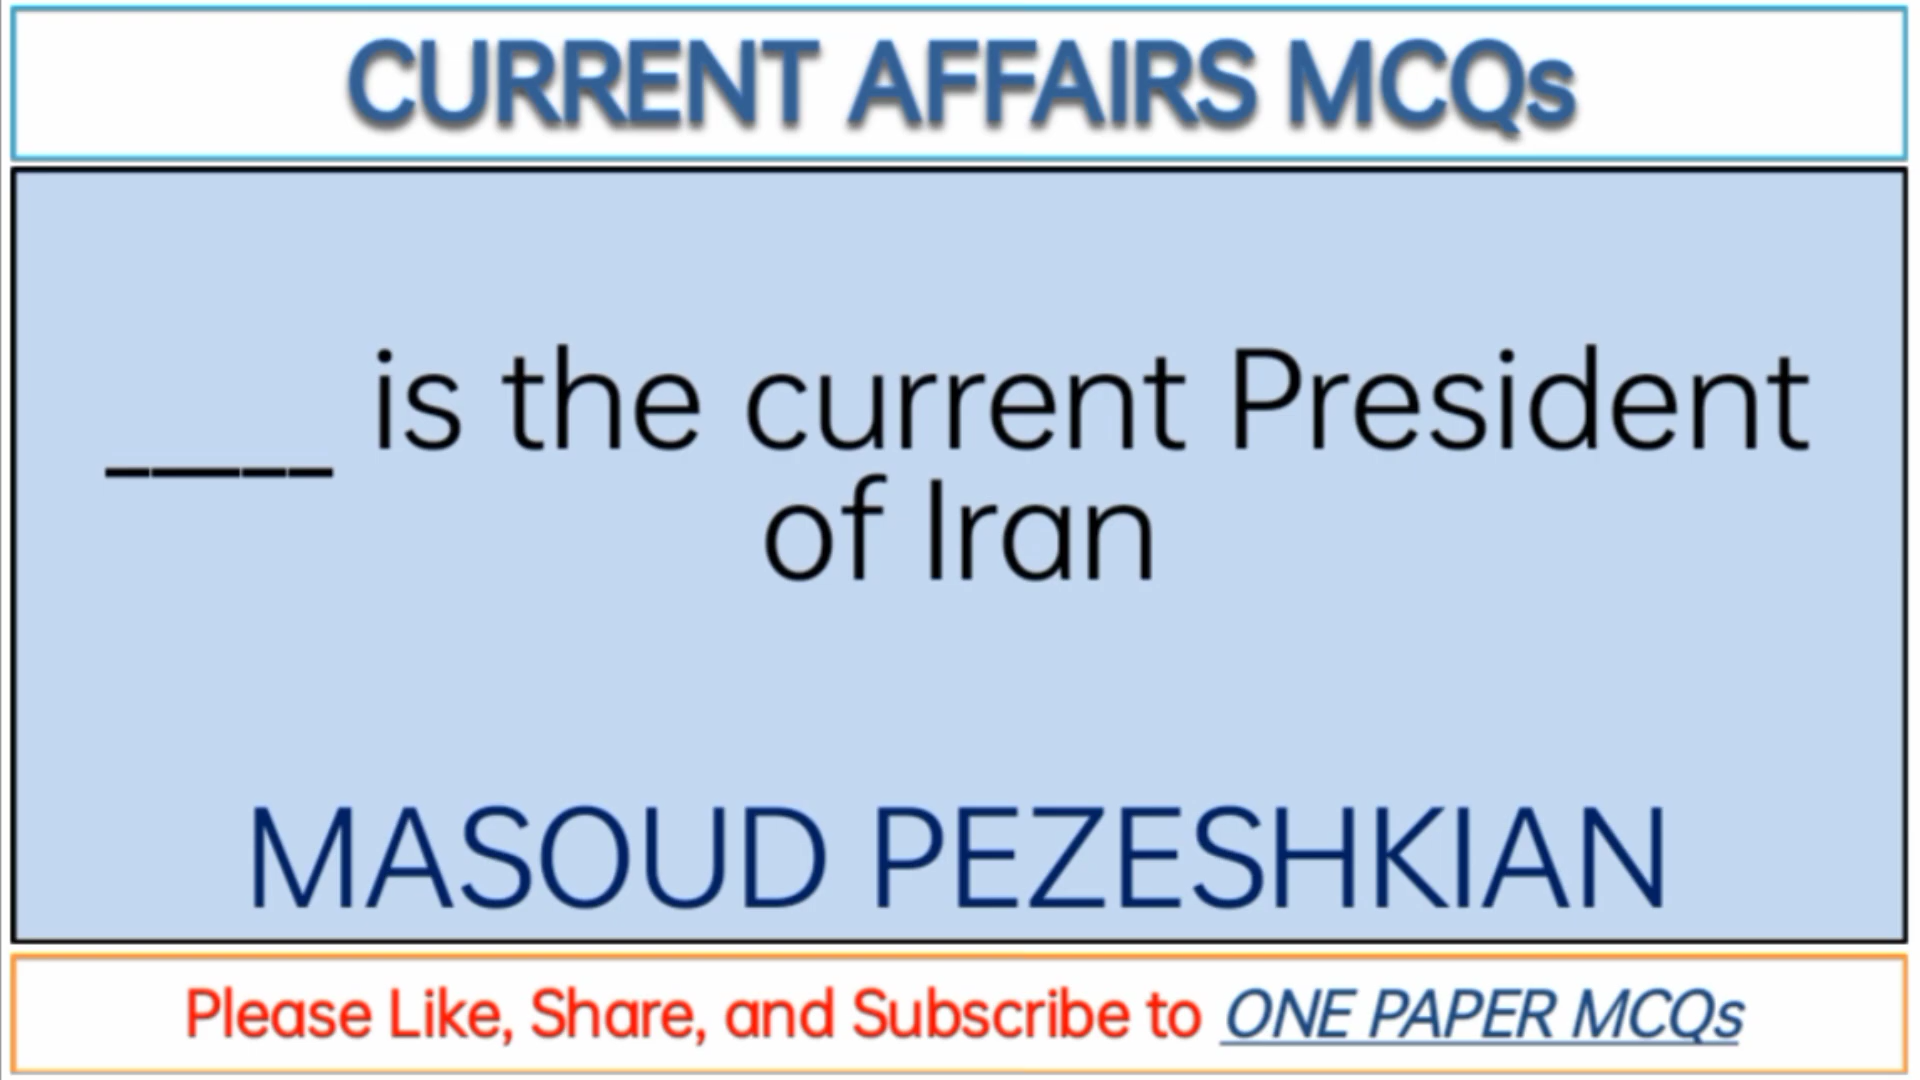 CURRENT AFFAIRS MCQs
_____ is the current President
of Iran
MASOUD PEZESHKIAN
Please Like, Share, and Subscribe to ONE PAPER MCQs